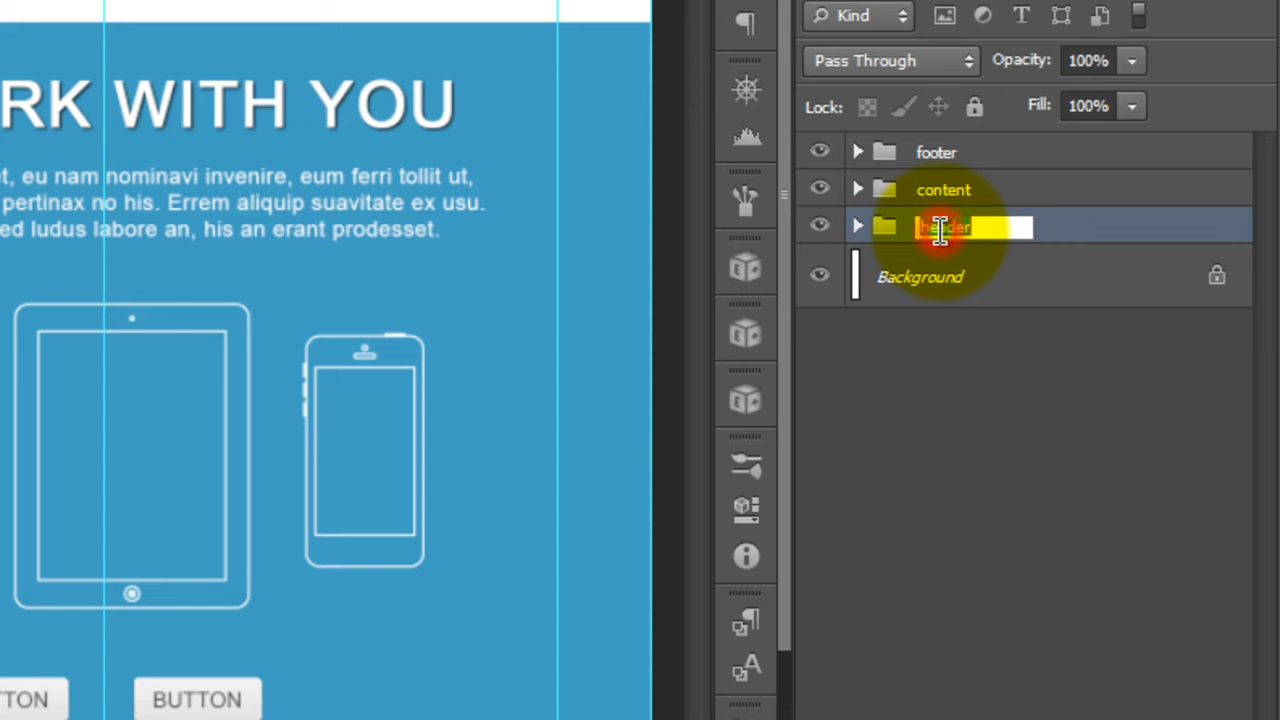 RK WITH YOU
t, eu nam nominavi invenire, eum ferri tollit ut,
pertinax no his. Errem aliquip suavitate ex usu.
ed ludus labore an, his an erant prodesset.
TTON
BUTTON
Kind
Pass Through
Opacity: 100%
Lock:
Fill: 100%
footer
content
header
Background